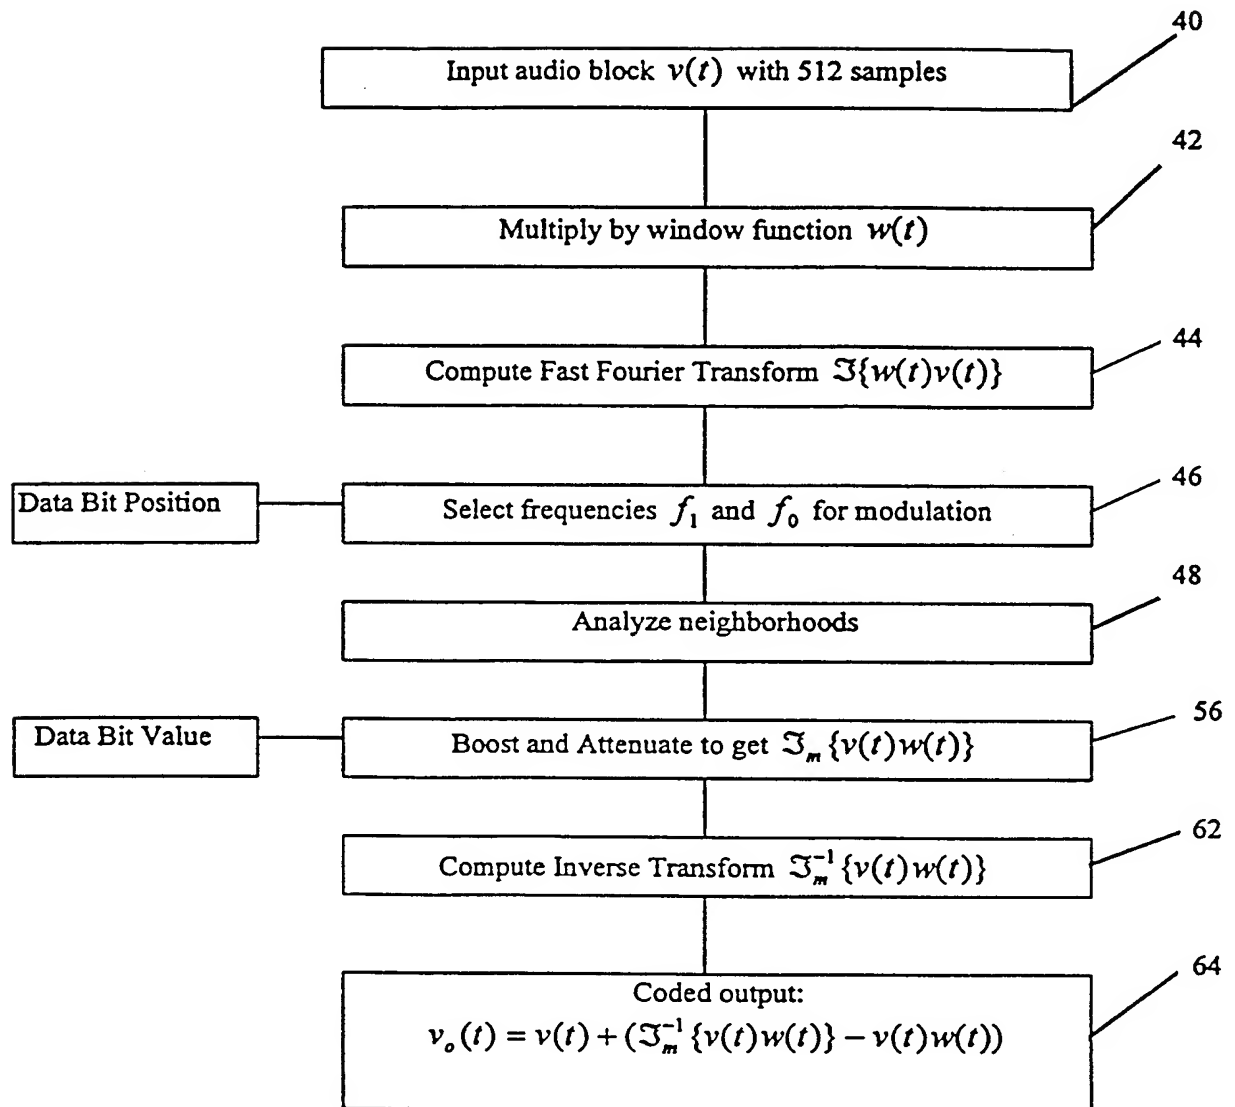 40
Input audio block v(t) with 512 samples
42
Multiply by window function w(t)
44
Compute Fast Fourier Transform ℑ{w(t)v(t)}
46
Data Bit Position
Select frequencies f₁ and f₀ for modulation
48
Analyze neighborhoods
56
Data Bit Value
Boost and Attenuate to get ℑₘ{v(t)w(t)}
62
Compute Inverse Transform ℑₘ⁻¹{v(t)w(t)}
64
Coded output:
vₒ(t) = v(t) + (ℑₘ⁻¹{v(t)w(t)} − v(t)w(t))